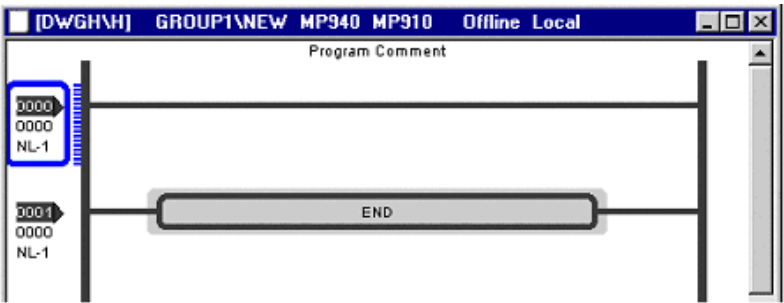 [DWGH\H] GROUP1\NEW MP940 MP910 Offline Local
Program Comment
0000
0000
NL-1
END
0001
0000
NL-1